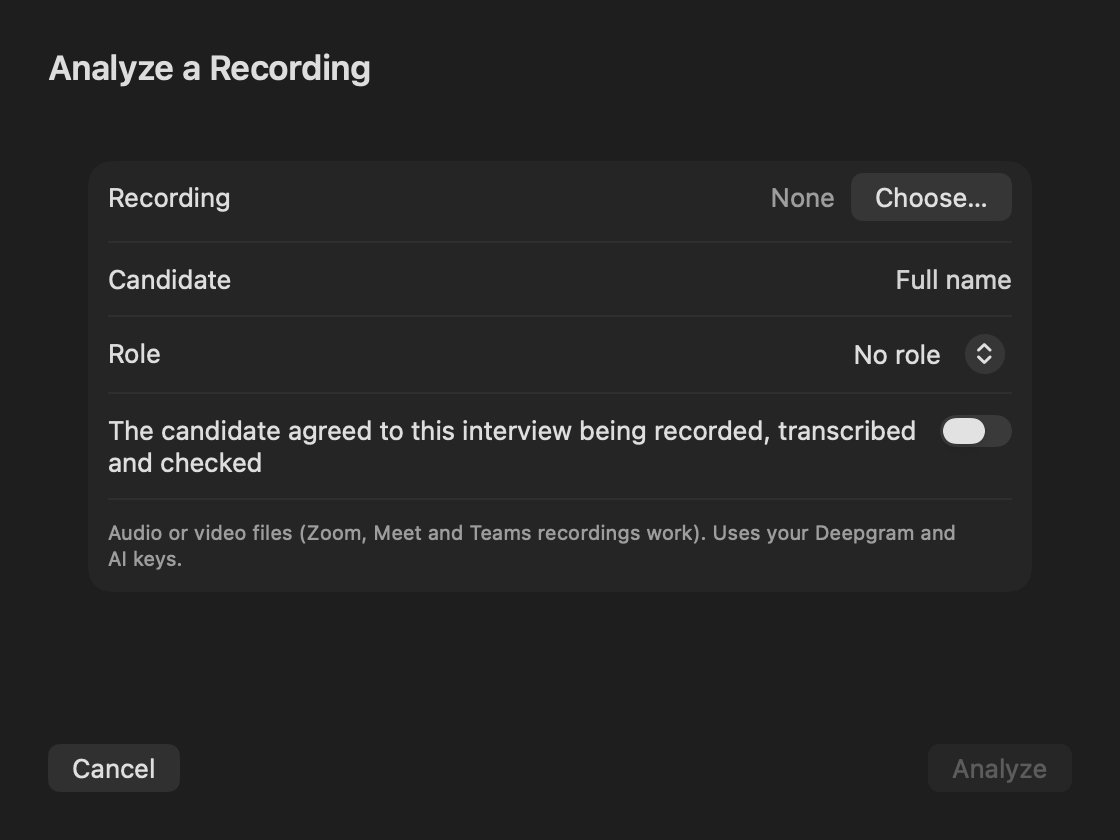 Analyze a Recording
Recording None Choose...
Candidate Full name
Role No role
The candidate agreed to this interview being recorded, transcribed
and checked
Audio or video files (Zoom, Meet and Teams recordings work). Uses your Deepgram and
AI keys.
Cancel Analyze